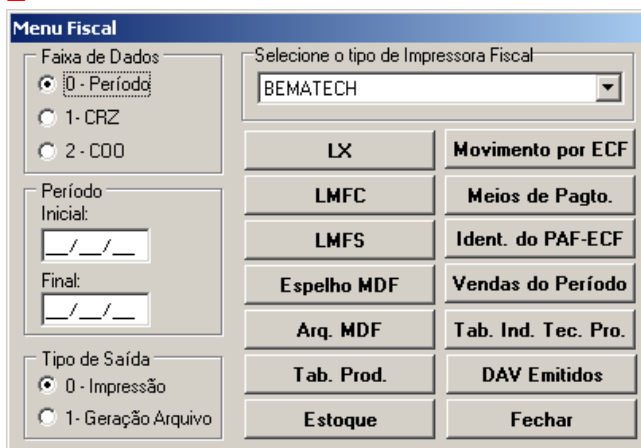 Menu Fiscal
Faixa de Dados
0 - Período
1- CRZ
2 - COO
Período
Inicial:
__/__/__
Final:
__/__/__
Tipo de Saída
0 - Impressão
1- Geração Arquivo
Selecione o tipo de Impressora Fiscal
BEMATECH
LX
Movimento por ECF
LMFC
Meios de Pagto.
LMFS
Ident. do PAF-ECF
Espelho MDF
Vendas do Período
Arq. MDF
Tab. Ind. Tec. Pro.
Tab. Prod.
DAV Emitidos
Estoque
Fechar